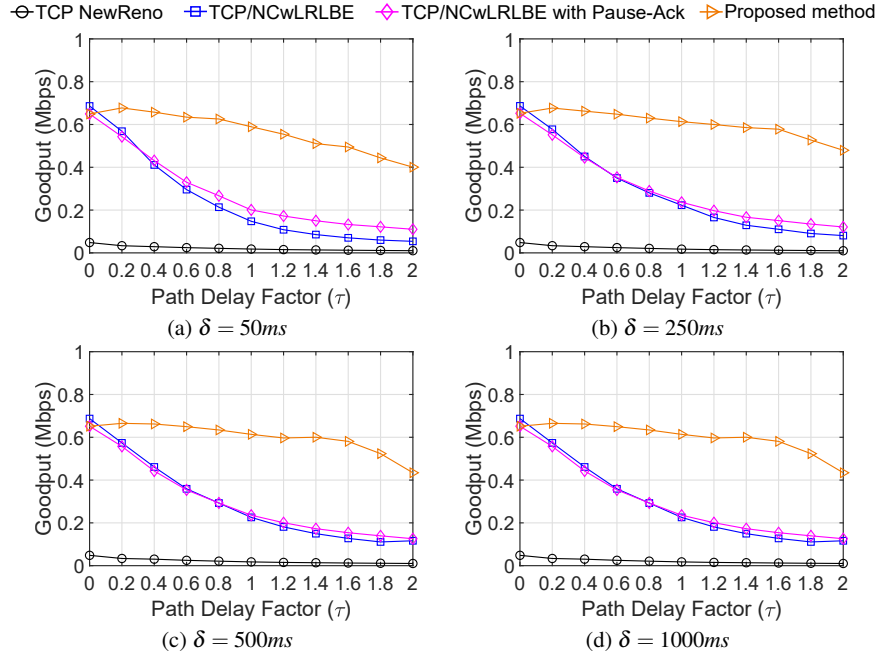 TCP NewReno TCP/NCwLRLBE TCP/NCwLRLBE with Pause-Ack Proposed method
1
0.8
0.6
0.4
0.2
0
Goodput (Mbps)
0 0.2 0.4 0.6 0.8 1 1.2 1.4 1.6 1.8 2
Path Delay Factor (τ)
(a) δ = 50ms
1
0.8
0.6
0.4
0.2
0
Goodput (Mbps)
0 0.2 0.4 0.6 0.8 1 1.2 1.4 1.6 1.8 2
Path Delay Factor (τ)
(b) δ = 250ms
1
0.8
0.6
0.4
0.2
0
Goodput (Mbps)
0 0.2 0.4 0.6 0.8 1 1.2 1.4 1.6 1.8 2
Path Delay Factor (τ)
(c) δ = 500ms
1
0.8
0.6
0.4
0.2
0
Goodput (Mbps)
0 0.2 0.4 0.6 0.8 1 1.2 1.4 1.6 1.8 2
Path Delay Factor (τ)
(d) δ = 1000ms